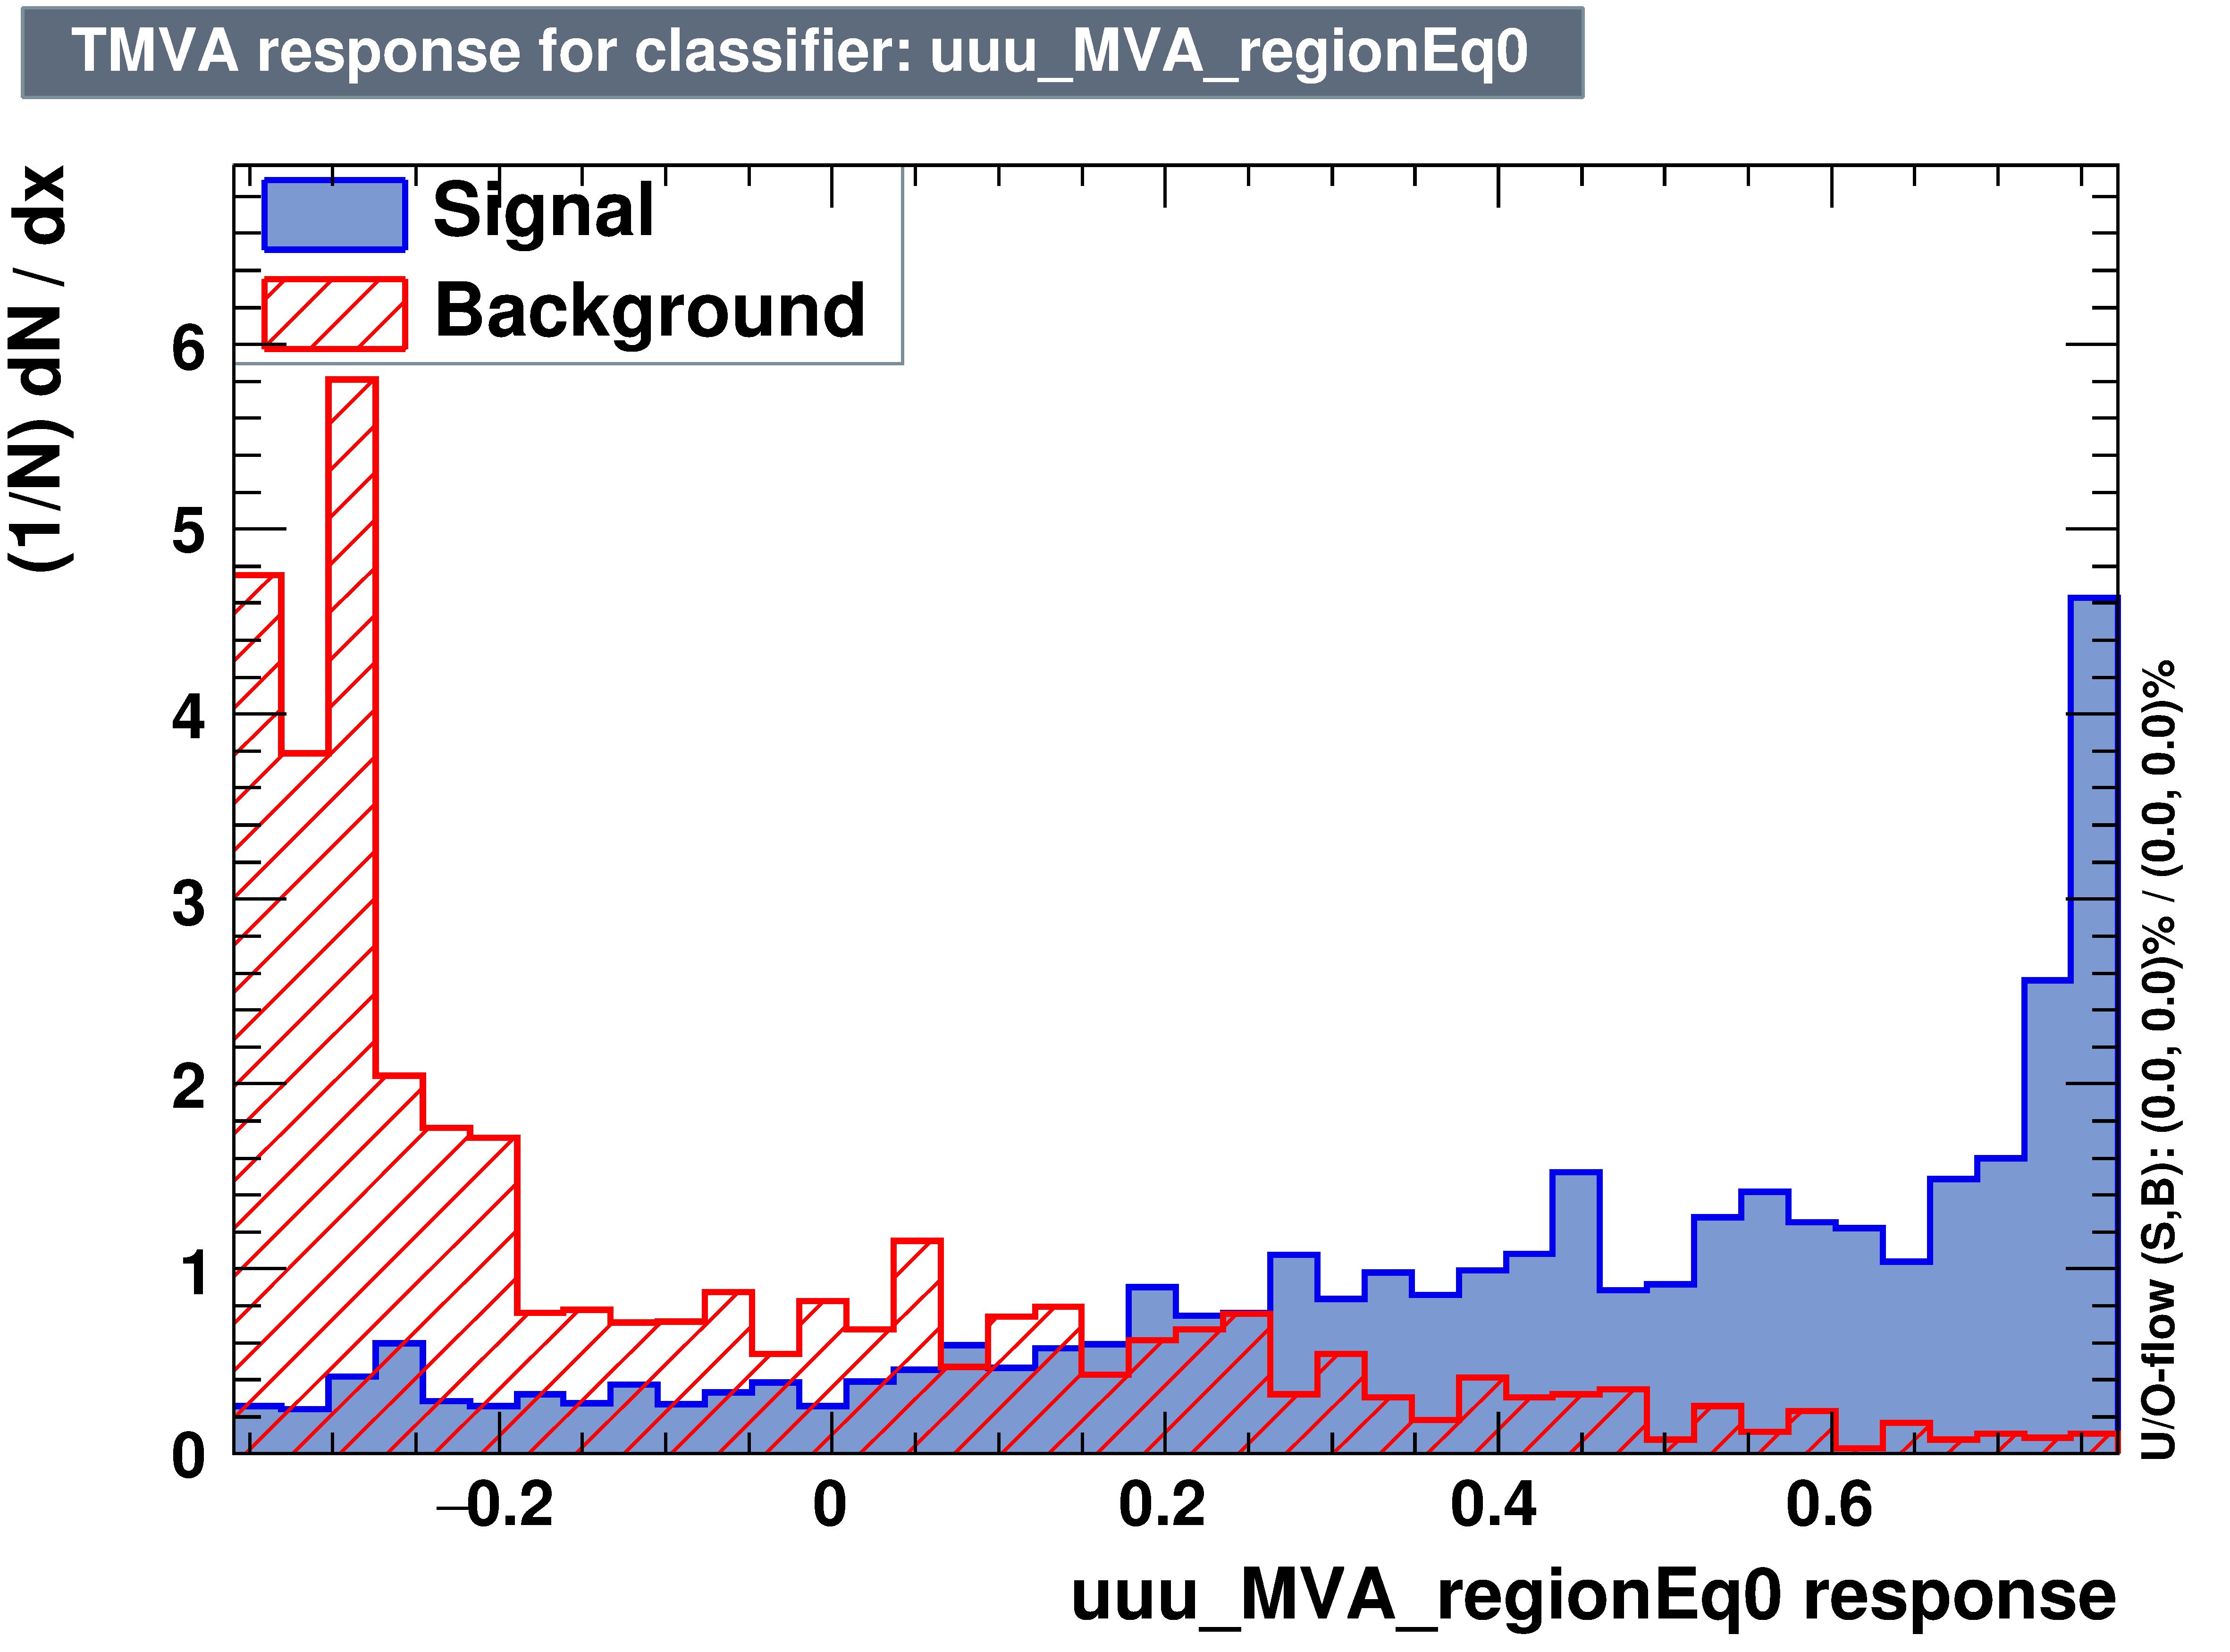 TMVA response for classifier: uuu_MVA_regionEq0
(1/N) dN / dx
Signal
Background
6
5
4
3
2
1
0
−0.2 0 0.2 0.4 0.6
uuu_MVA_regionEq0 response
U/O-flow (S,B): (0.0, 0.0)% / (0.0, 0.0)%